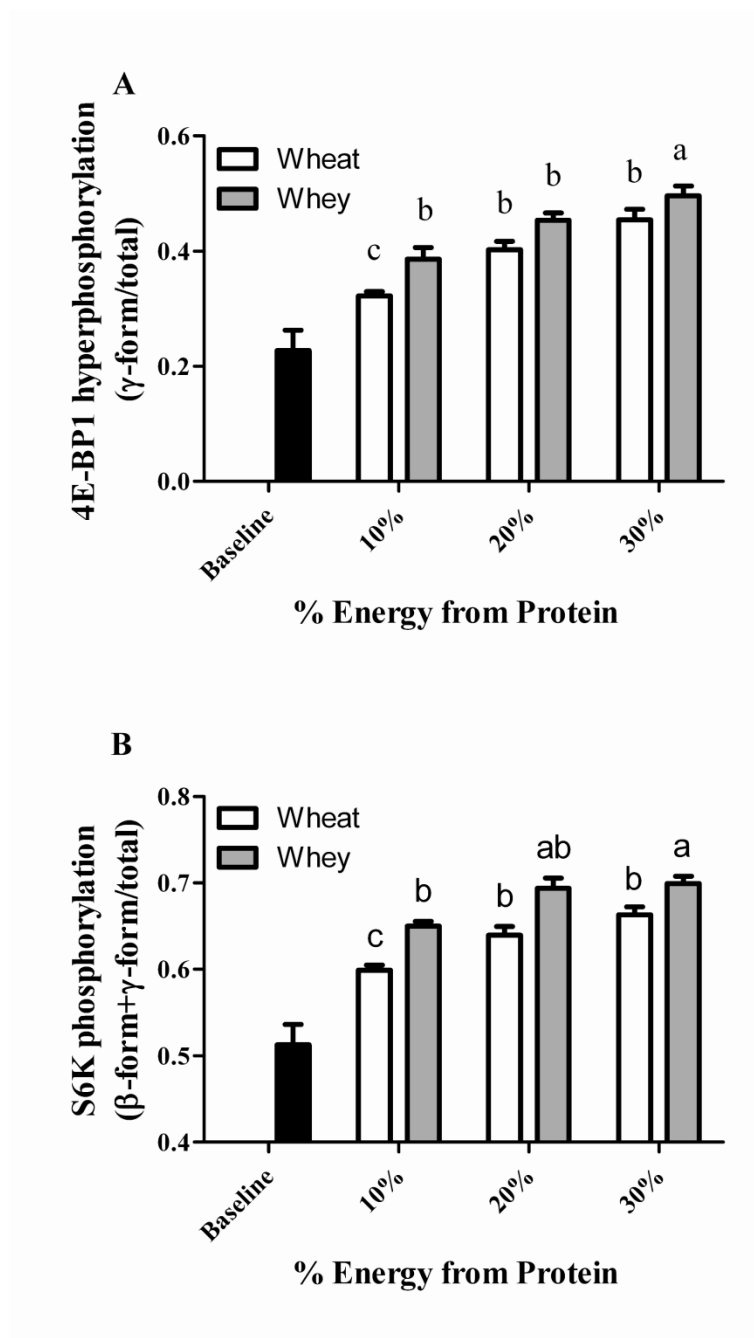 A
4E-BP1 hyperphosphorylation
(γ-form/total)
0.6
0.4
0.2
0.0
Wheat
Whey
c
b
b
b
b
a
Baseline
10%
20%
30%
% Energy from Protein
B
S6K phosphorylation
(β-form+γ-form/total)
0.8
0.7
0.6
0.5
0.4
Wheat
Whey
c
b
b
ab
b
a
Baseline
10%
20%
30%
% Energy from Protein